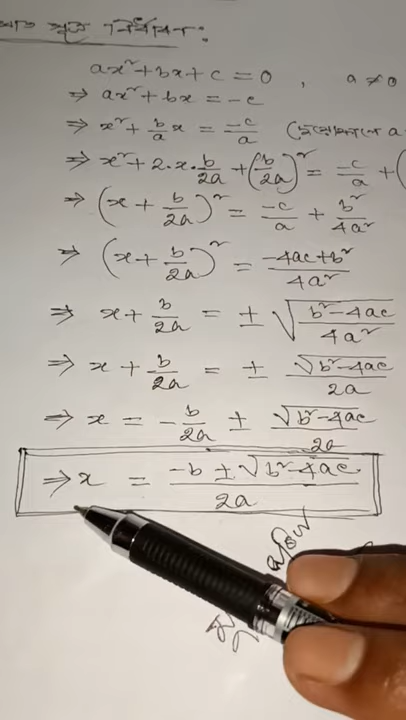 সূত্র নির্ণয়:
ax² + bx + c = 0 , a ≠ 0
⇒ ax² + bx = -c
⇒ x² + b/a x = -c/a
⇒ x² + 2·x·b/2a + (b/2a)² = -c/a + (
⇒ (x + b/2a)² = -c/a + b²/4a²
⇒ (x + b/2a)² = -4ac+b²/4a²
⇒ x + b/2a = ± √(b²-4ac/4a²)
⇒ x + b/2a = ± √(b²-4ac)/2a
⇒ x = -b/2a ± √(b²-4ac)/2a
⇒ x = -b ± √(b²-4ac)/2a